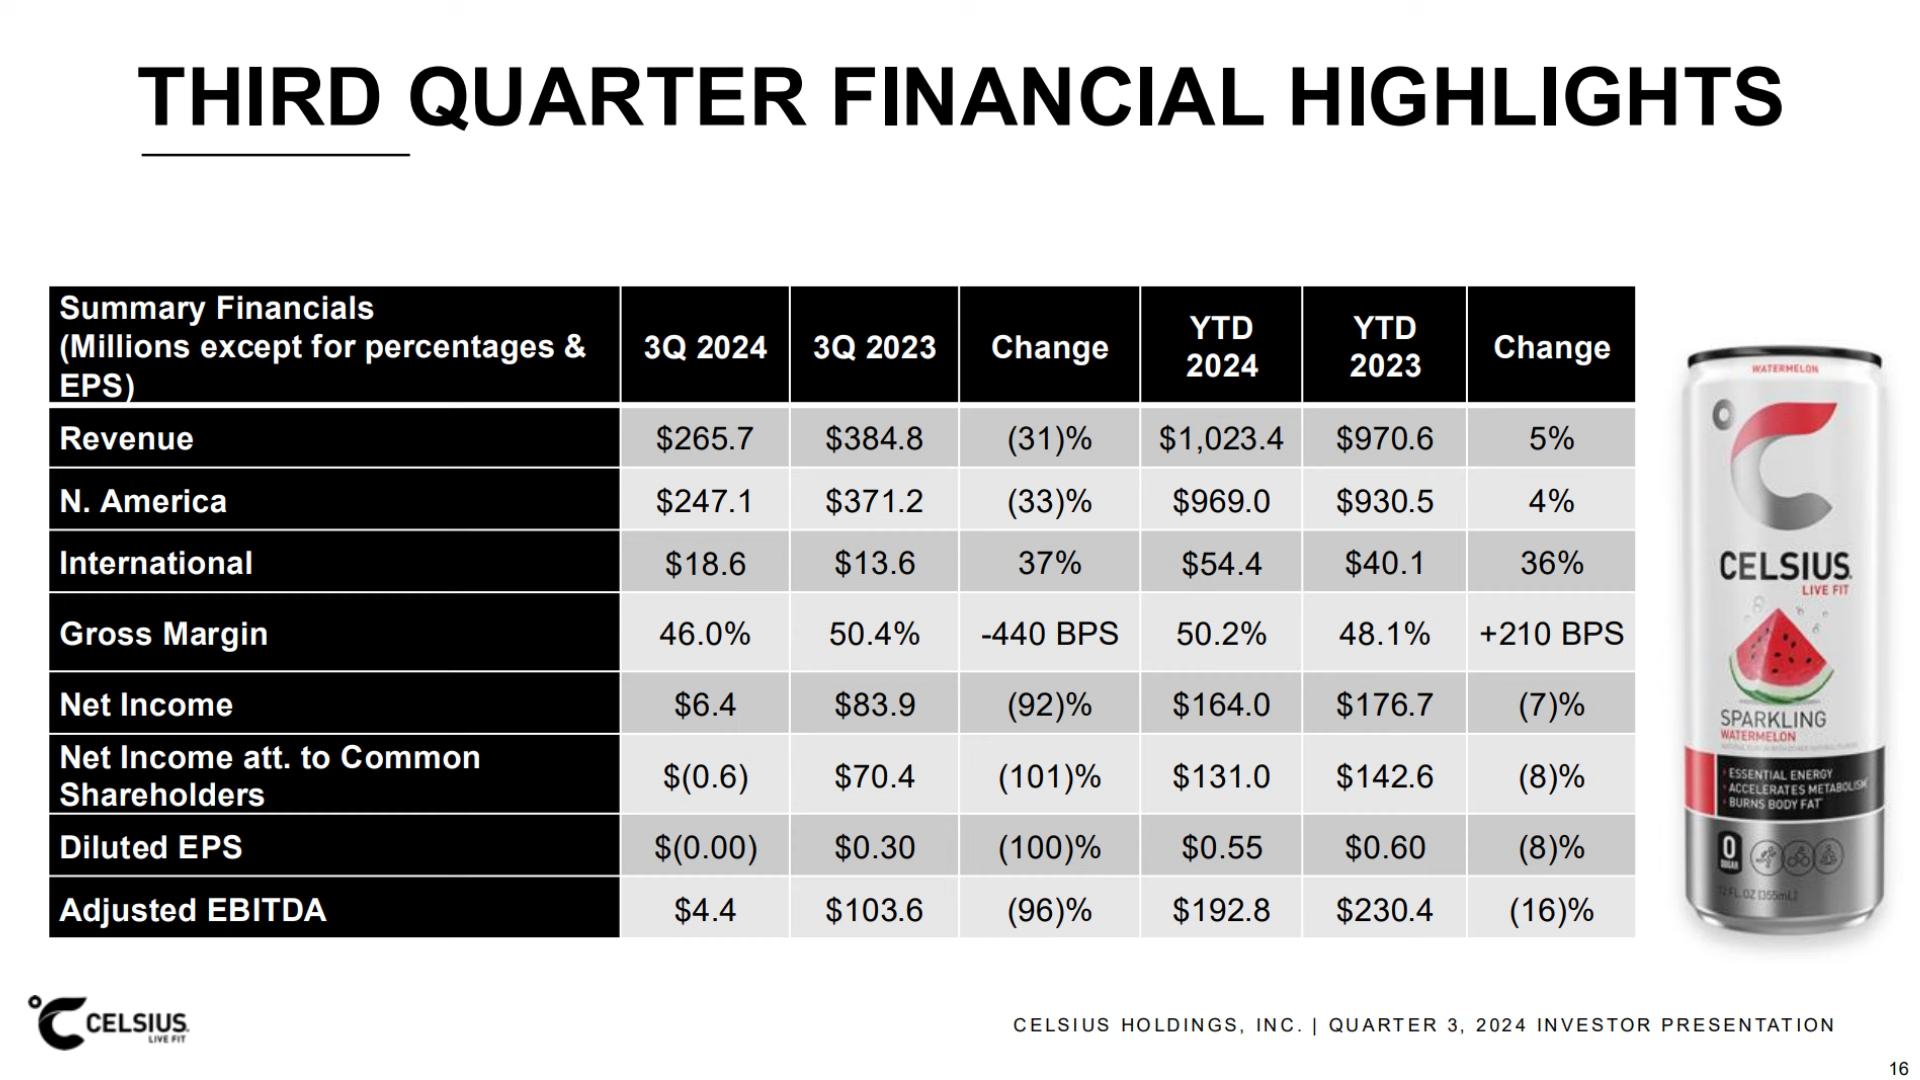 THIRD QUARTER FINANCIAL HIGHLIGHTS
Summary Financials
(Millions except for percentages &
EPS)
3Q 2024 3Q 2023 Change YTD 2024 YTD 2023 Change
Revenue $265.7 $384.8 (31)% $1,023.4 $970.6 5%
N. America $247.1 $371.2 (33)% $969.0 $930.5 4%
International $18.6 $13.6 37% $54.4 $40.1 36%
Gross Margin 46.0% 50.4% -440 BPS 50.2% 48.1% +210 BPS
Net Income $6.4 $83.9 (92)% $164.0 $176.7 (7)%
Net Income att. to Common
Shareholders $(0.6) $70.4 (101)% $131.0 $142.6 (8)%
Diluted EPS $(0.00) $0.30 (100)% $0.55 $0.60 (8)%
Adjusted EBITDA $4.4 $103.6 (96)% $192.8 $230.4 (16)%
WATERMELON
CELSIUS
LIVE FIT
SPARKLING
WATERMELON
ESSENTIAL ENERGY
ACCELERATES METABOLISM
BURNS BODY FAT
0
SUGAR
12 FL. OZ (355mL)
CELSIUS
LIVE FIT
CELSIUS HOLDINGS, INC. | QUARTER 3, 2024 INVESTOR PRESENTATION
16